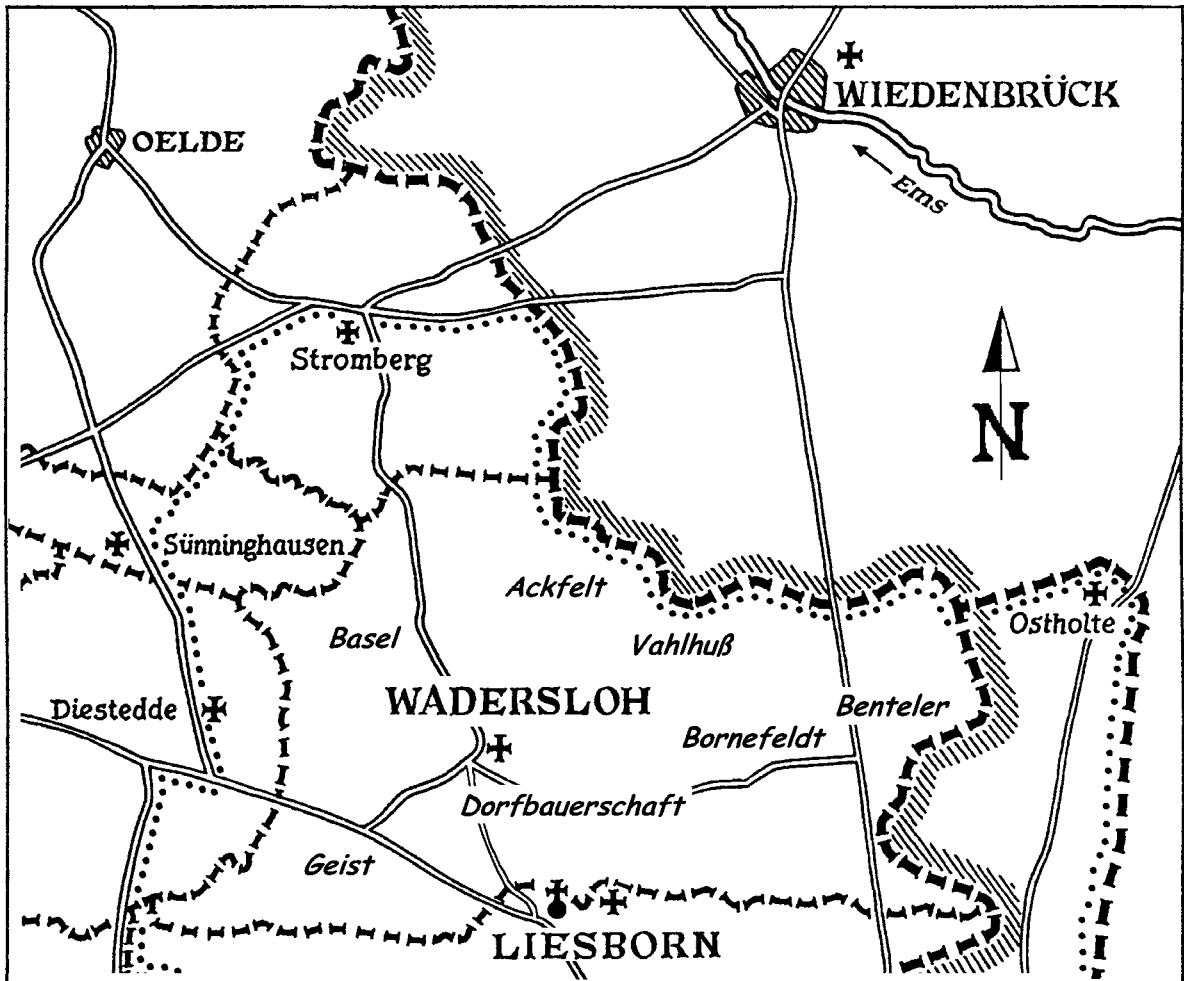 WIEDENBRÜCK
OELDE
Ems
Stromberg
N
Sünninghausen
Ackfelt
Ostholte
Basel
Vahlhuß
Diestedde
WADERSLOH
Benteler
Bornefeldt
Dorfbauerschaft
Geist
LIESBORN